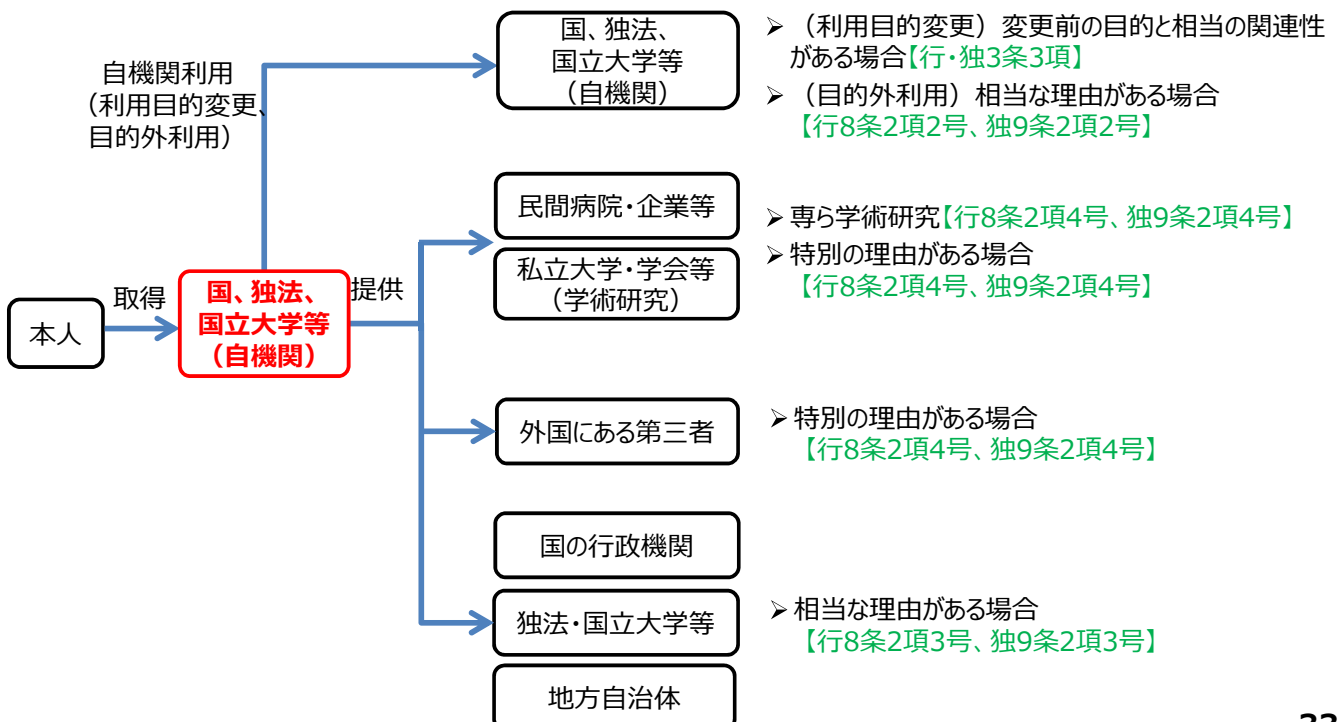 国、独法、
国立大学等
（自機関）
➢ （利用目的変更）変更前の目的と相当の関連性
がある場合【行・独3条3項】
➢ （目的外利用）相当な理由がある場合
【行8条2項2号、独9条2項2号】
自機関利用
（利用目的変更、
目的外利用）
民間病院・企業等
私立大学・学会等
（学術研究）
➢ 専ら学術研究【行8条2項4号、独9条2項4号】
➢ 特別の理由がある場合
【行8条2項4号、独9条2項4号】
本人
取得
国、独法、
国立大学等
（自機関）
提供
外国にある第三者
➢ 特別の理由がある場合
【行8条2項4号、独9条2項4号】
国の行政機関
独法・国立大学等
➢ 相当な理由がある場合
【行8条2項3号、独9条2項3号】
地方自治体